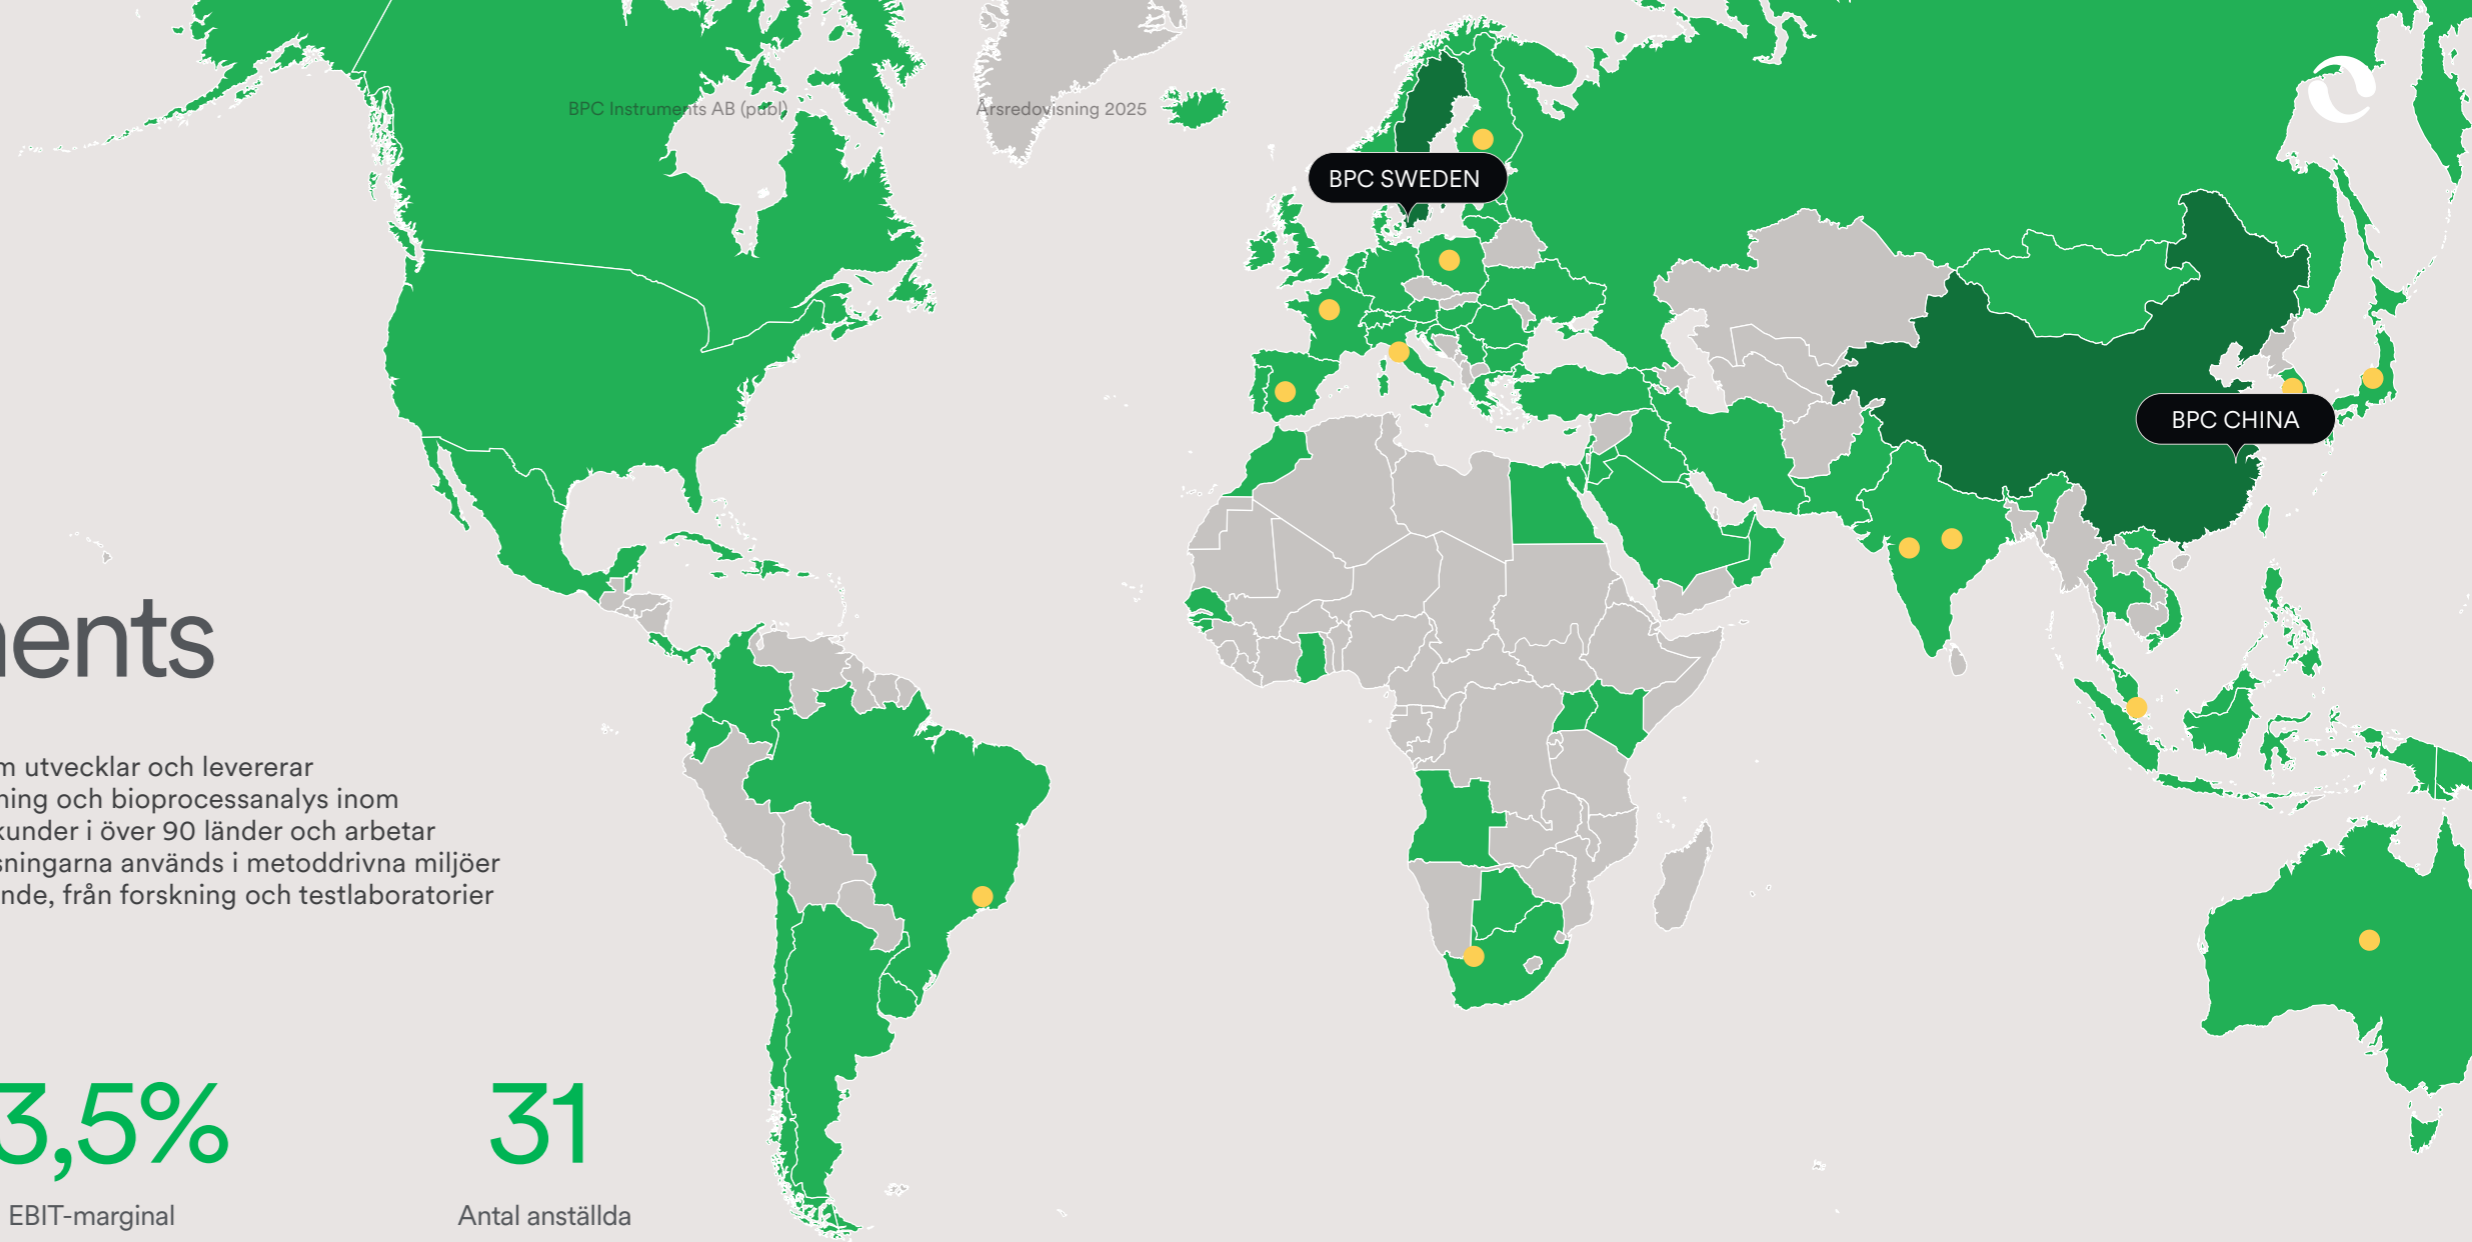 BPC Instruments AB (publ)
Årsredovisning 2025
BPC SWEDEN
BPC CHINA
ents
utvecklar och levererar
ning och bioprocessanalys inom
kunder i över 90 länder och arbetar
sningarna används i metoddrivna miljöer
nde, från forskning och testlaboratorier
3,5%
EBIT-marginal
31
Antal anställda